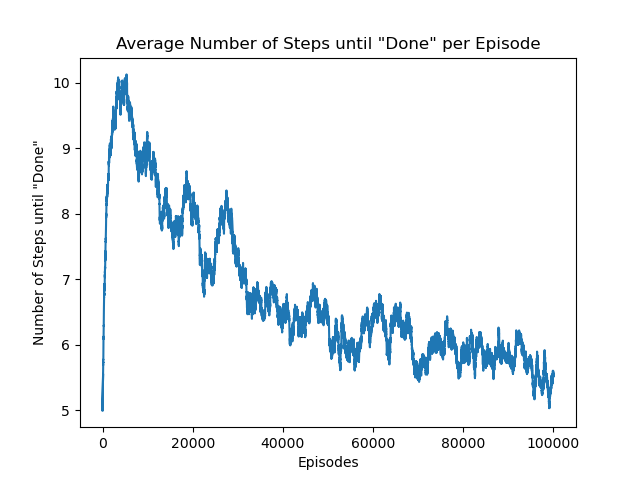 Average Number of Steps until "Done" per Episode
Number of Steps until "Done"
10
9
8
7
6
5
0 20000 40000 60000 80000 100000
Episodes